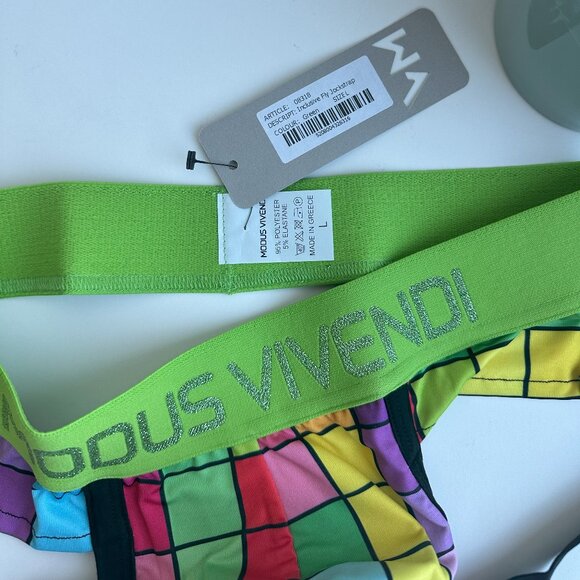 ARTICLE: 08318
DESCRIPT: Inclusive Fly Jockstrap
COLOUR: Green SIZE:L
MODUS VIVENDI
95% POLYESTER
5% ELASTANE
MADE IN GREECE
L
MODUS VIVENDI